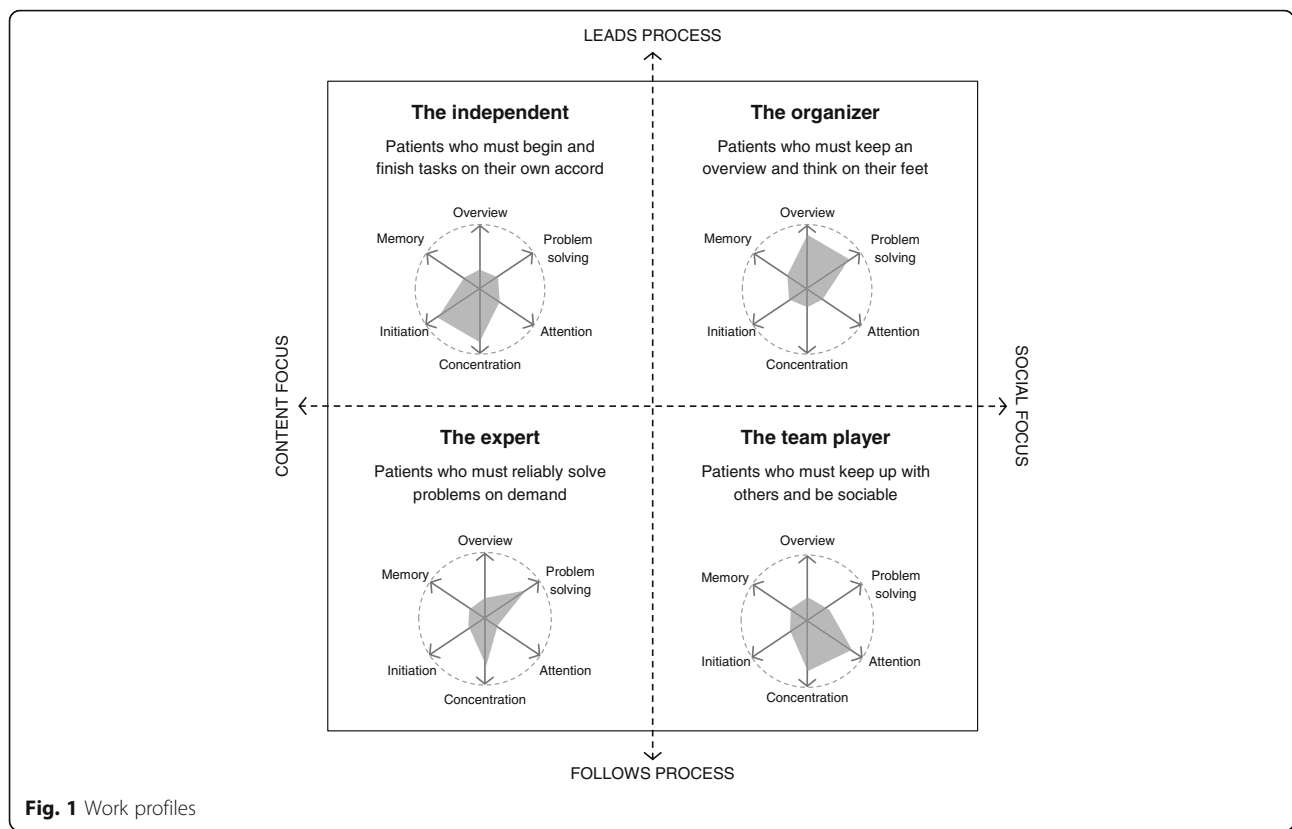 LEADS PROCESS
The independent
Patients who must begin and
finish tasks on their own accord
Overview
Memory
Problem
solving
Initiation
Attention
Concentration
The organizer
Patients who must keep an
overview and think on their feet
Overview
Memory
Problem
solving
Initiation
Attention
Concentration
CONTENT FOCUS
SOCIAL FOCUS
The expert
Patients who must reliably solve
problems on demand
Overview
Memory
Problem
solving
Initiation
Attention
Concentration
The team player
Patients who must keep up with
others and be sociable
Overview
Memory
Problem
solving
Initiation
Attention
Concentration
FOLLOWS PROCESS
Fig. 1 Work profiles